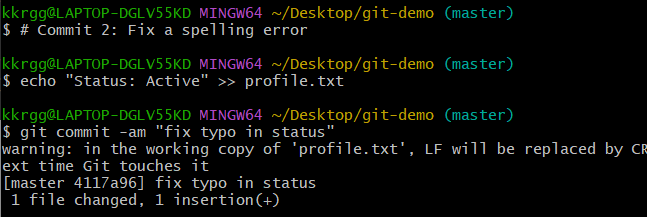 kkrgg@LAPTOP-DGLV55KD MINGW64 ~/Desktop/git-demo (master)
$ # Commit 2: Fix a spelling error
kkrgg@LAPTOP-DGLV55KD MINGW64 ~/Desktop/git-demo (master)
$ echo "Status: Active" >> profile.txt
kkrgg@LAPTOP-DGLV55KD MINGW64 ~/Desktop/git-demo (master)
$ git commit -am "fix typo in status"
warning: in the working copy of 'profile.txt', LF will be replaced by CR
ext time Git touches it
[master 4117a96] fix typo in status
 1 file changed, 1 insertion(+)